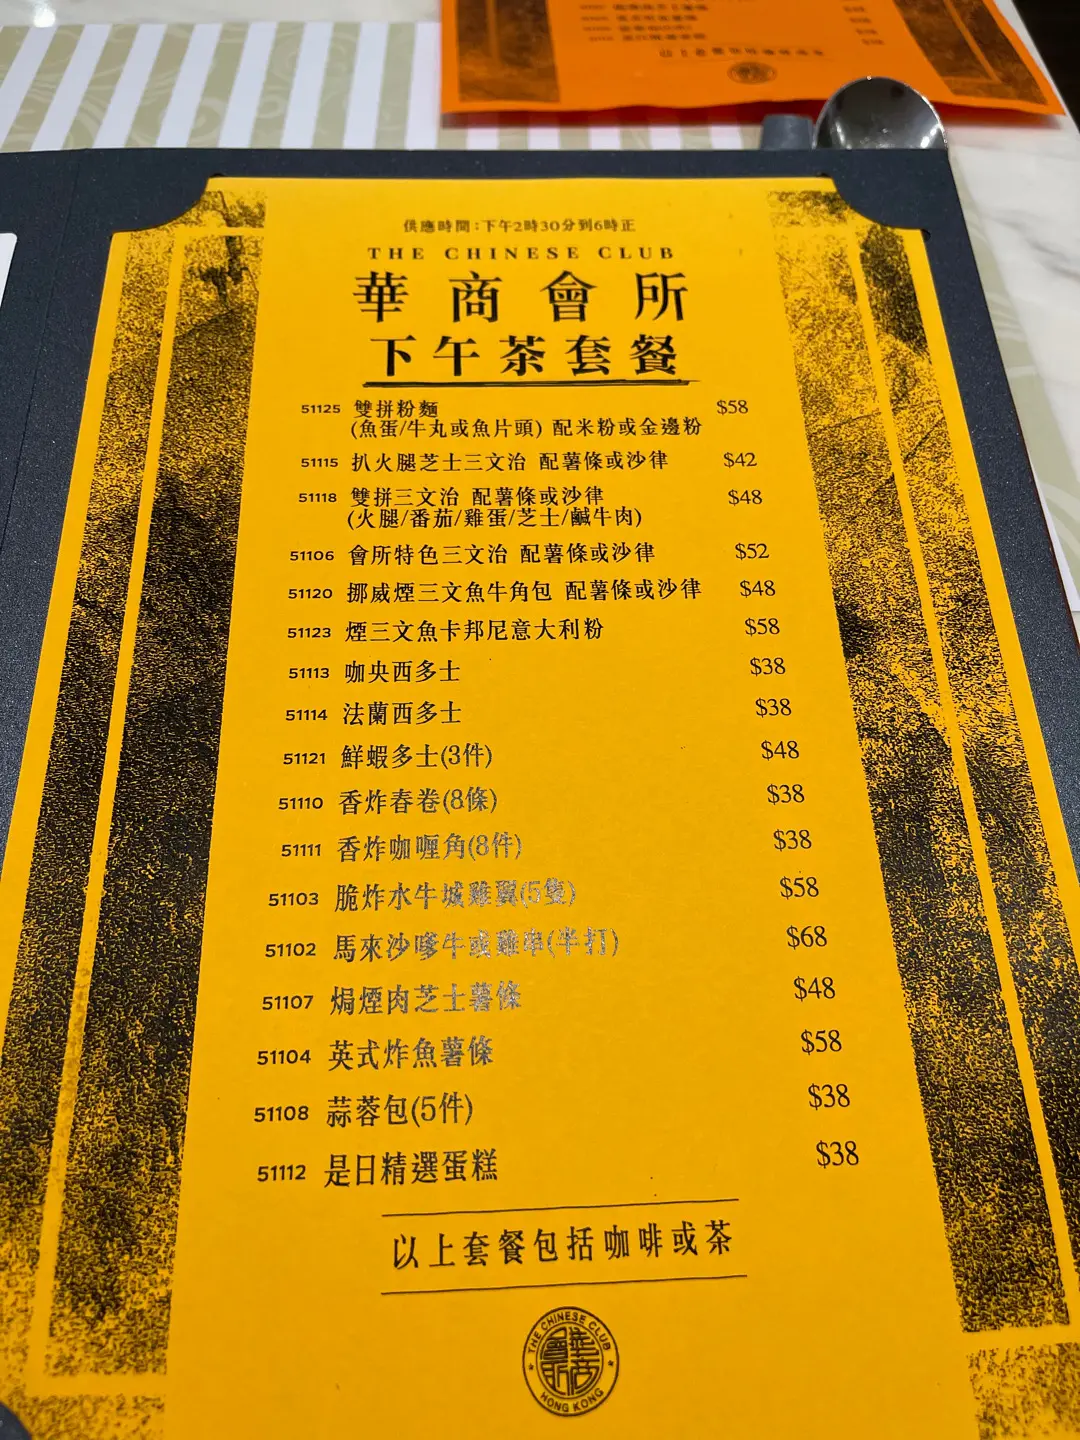 供應時間：下午2時30分到6時正
THE CHINESE CLUB
華商會所
下午茶套餐
51125 雙拼粉麵 $58
(魚蛋/牛丸或魚片頭) 配米粉或金邊粉
51115 扒火腿芝士三文治 配薯條或沙律 $42
51118 雙拼三文治 配薯條或沙律 $48
(火腿/番茄/雞蛋/芝士/鹹牛肉)
51106 會所特色三文治 配薯條或沙律 $52
51120 挪威煙三文魚牛角包 配薯條或沙律 $48
51123 煙三文魚卡邦尼意大利粉 $58
51113 咖央西多士 $38
51114 法蘭西多士 $38
51121 鮮蝦多士(3件) $48
51110 香炸春卷(8條) $38
51111 香炸咖喱角(8件) $38
51103 脆炸水牛城雞翼(5隻) $58
51102 馬來沙嗲牛或雞串(半打) $68
51107 焗煙肉芝士薯條 $48
51104 英式炸魚薯條 $58
51108 蒜蓉包(5件) $38
51112 是日精選蛋糕 $38
以上套餐包括咖啡或茶
THE CHINESE CLUB
華商會所
HONG KONG